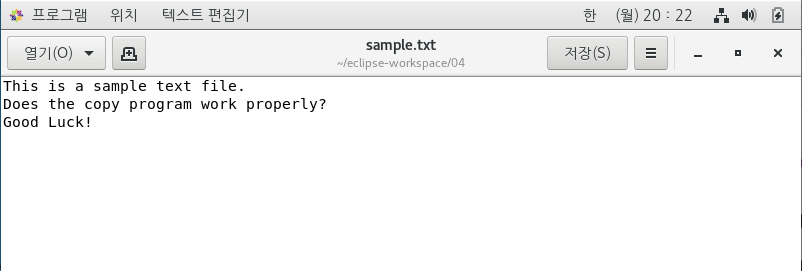 프로그램 위치 텍스트 편집기 한 (월) 20 : 22
열기(O) sample.txt 저장(S)
~/eclipse-workspace/04
This is a sample text file.
Does the copy program work properly?
Good Luck!